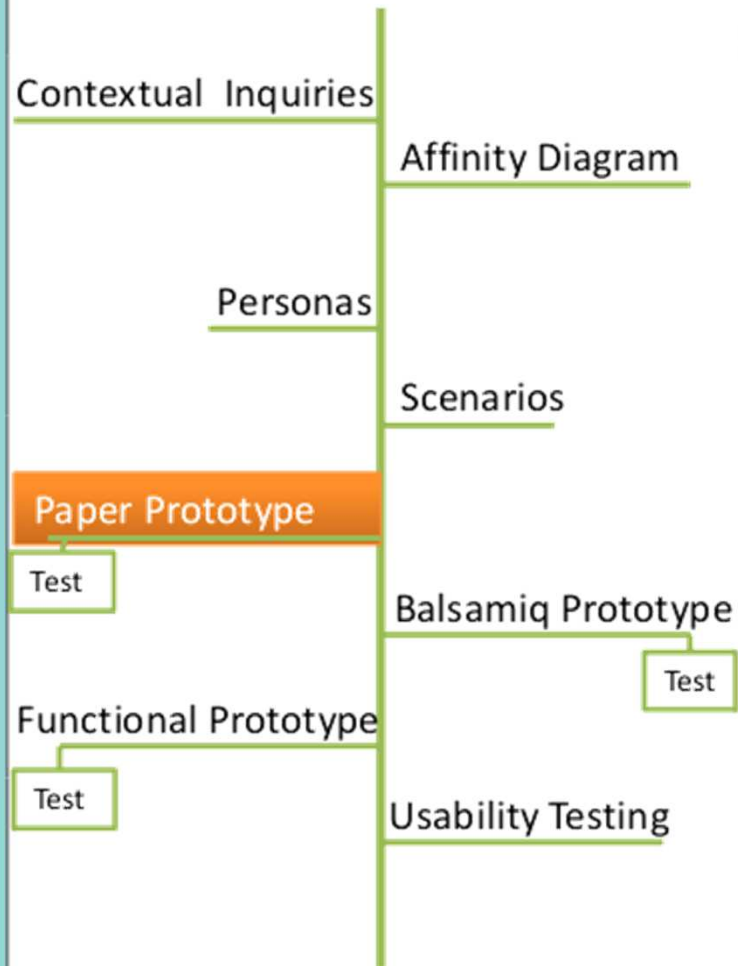 Contextual Inquiries
Affinity Diagram
Personas
Scenarios
Paper Prototype
Test
Balsamiq Prototype
Test
Functional Prototype
Test
Usability Testing